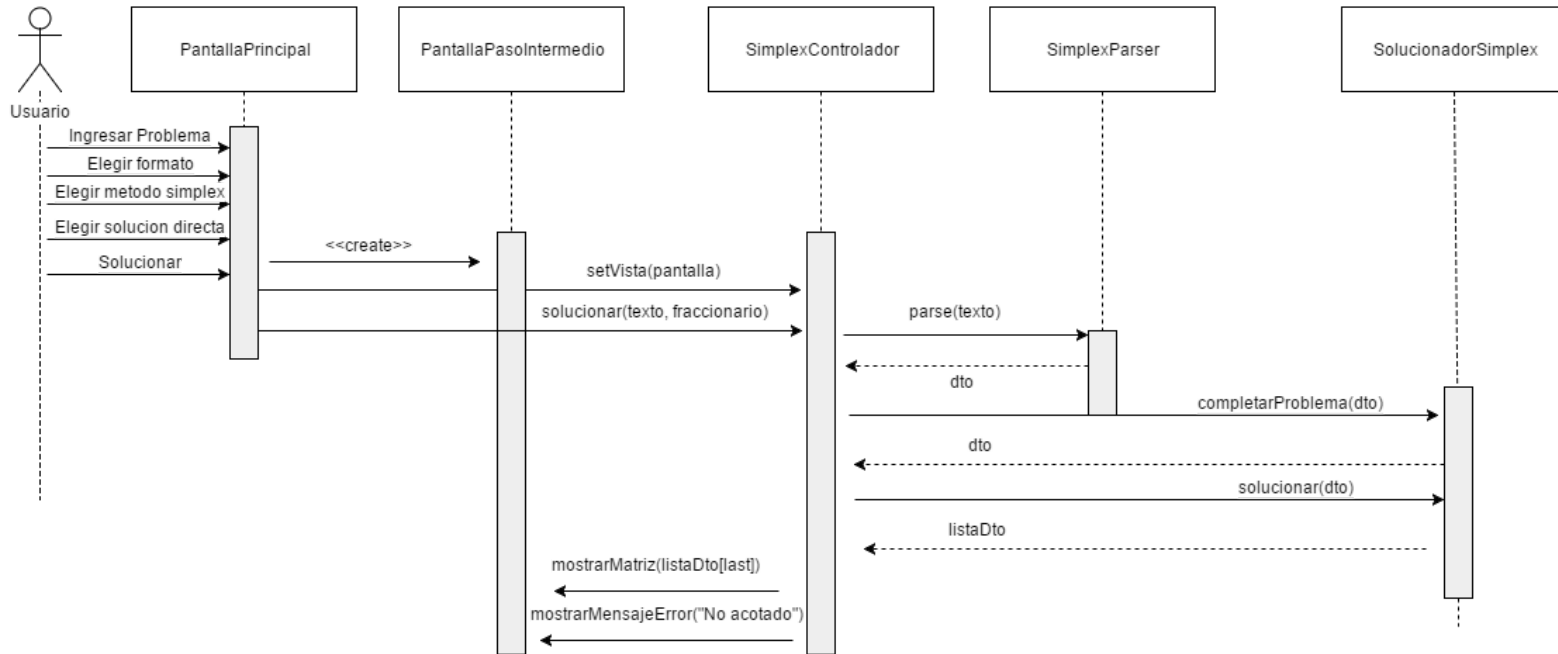 PantallaPrincipal
PantallaPasoIntermedio
SimplexControlador
SimplexParser
SolucionadorSimplex
Usuario
Ingresar Problema
Elegir formato
Elegir metodo simplex
Elegir solucion directa
<<create>>
Solucionar
setVista(pantalla)
solucionar(texto, fraccionario)
parse(texto)
dto
completarProblema(dto)
dto
solucionar(dto)
listaDto
mostrarMatriz(listaDto[last])
mostrarMensajeError("No acotado")